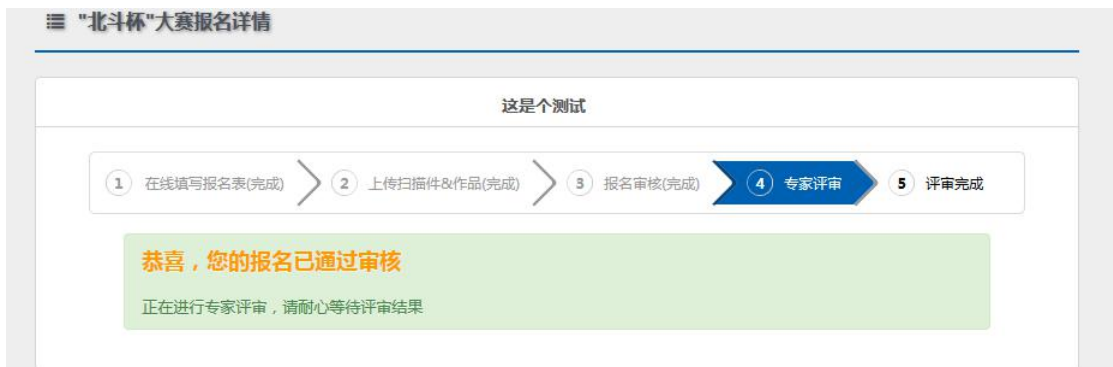 "北斗杯"大赛报名详情
这是个测试
1 在线填写报名表(完成) 2 上传扫描件&作品(完成) 3 报名审核(完成) 4 专家评审 5 评审完成
恭喜，您的报名已通过审核
正在进行专家评审，请耐心等待评审结果